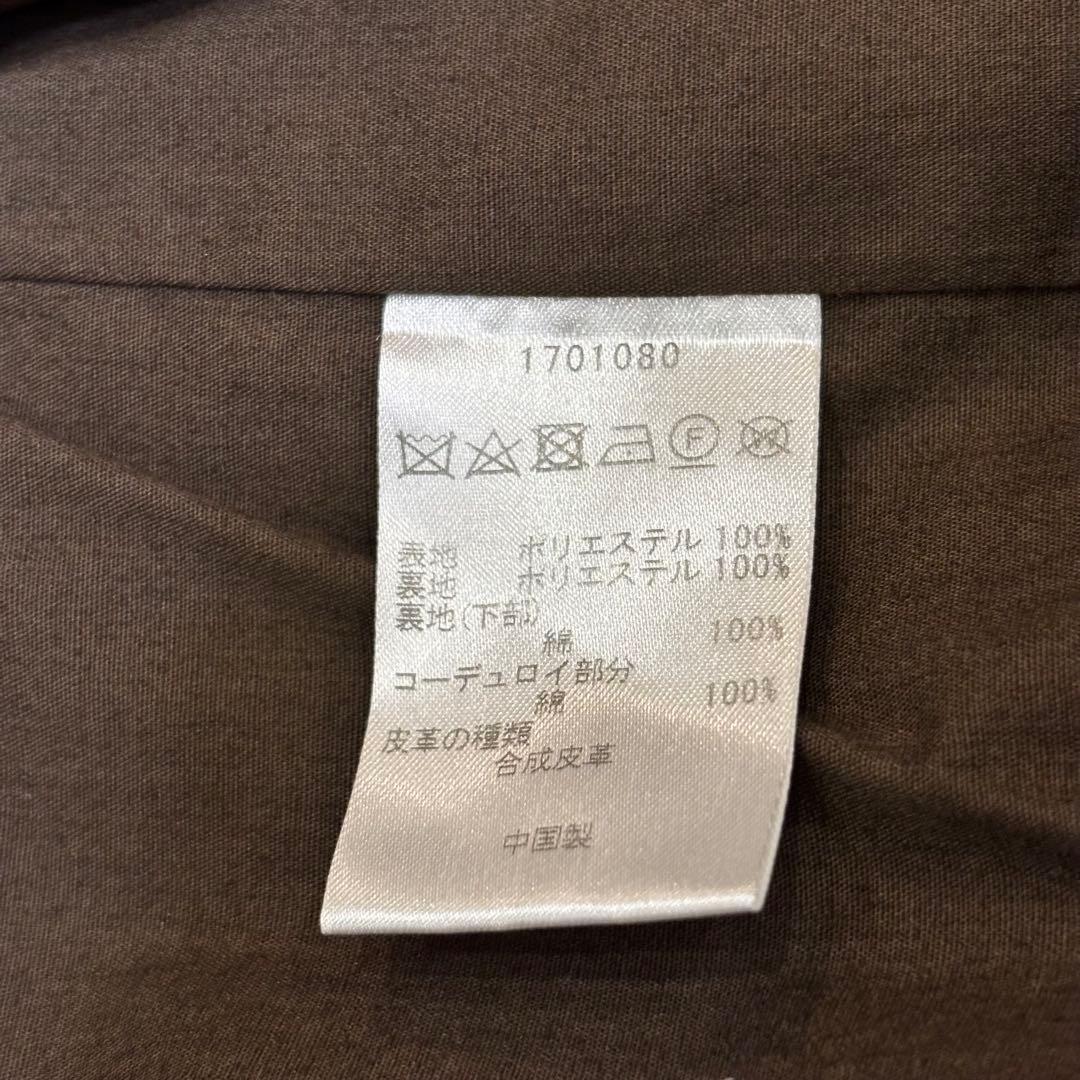 1701080
F
W
表地 ポリエステル 100%
裏地 ポリエステル 100%
裏地(下部)
綿 100%
コーデュロイ部分
綿 100%
皮革の種類
合成皮革
中国製